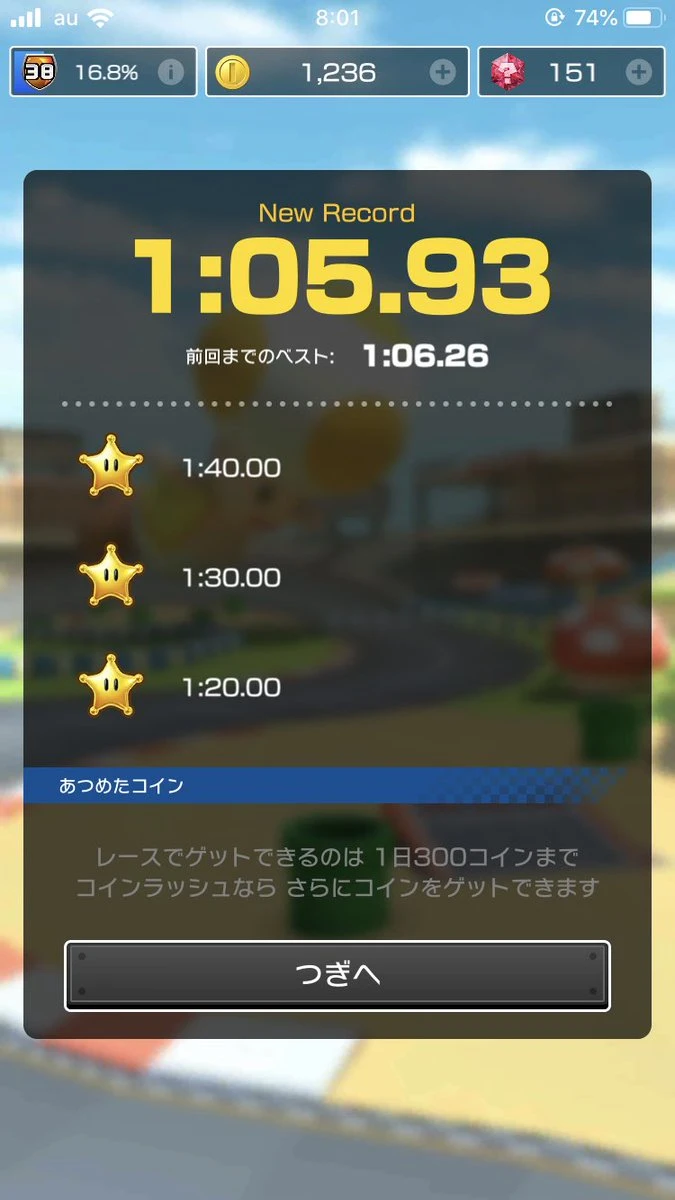 au 8:01 74%
38 16.8% i 1,236 + ? 151 +
New Record
1:05.93
前回までのベスト: 1:06.26
1:40.00
1:30.00
1:20.00
あつめたコイン
レースでゲットできるのは 1日300コインまで
コインラッシュなら さらにコインをゲットできます
つぎへ